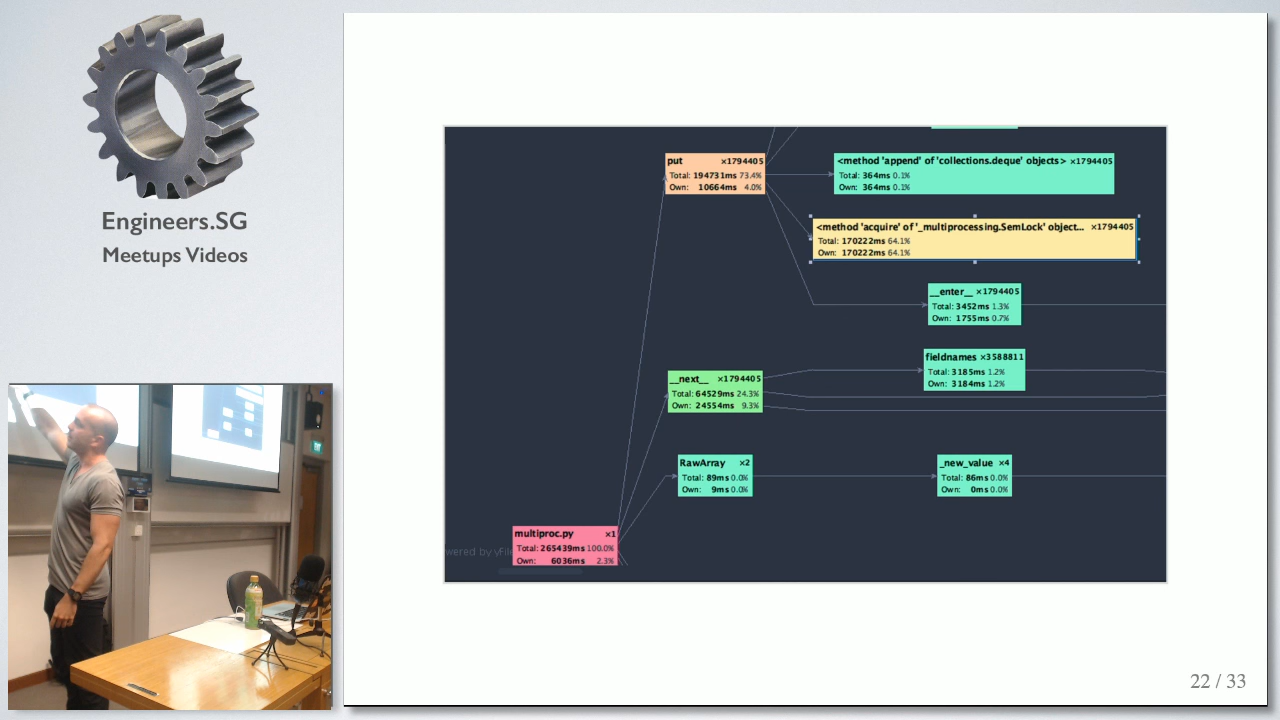 Engineers.SG
Meetups Videos
put ×1794405
Total: 194731ms 73.4%
Own: 10664ms 4.0%
<method 'append' of 'collections.deque' objects> ×1794405
Total: 364ms 0.1%
Own: 364ms 0.1%
<method 'acquire' of '_multiprocessing.SemLock' object... ×1794405
Total: 170222ms 64.1%
Own: 170222ms 64.1%
__enter__ ×1794405
Total: 3452ms 1.3%
Own: 1755ms 0.7%
fieldnames ×3588811
Total: 3185ms 1.2%
Own: 3184ms 1.2%
__next__ ×1794405
Total: 64529ms 24.3%
Own: 24554ms 9.3%
RawArray ×2
Total: 89ms 0.0%
Own: 9ms 0.0%
_new_value ×4
Total: 86ms 0.0%
Own: 0ms 0.0%
multiproc.py ×1
Total: 265439ms 100.0%
Own: 6036ms 2.3%
wered by yFile
22 / 33